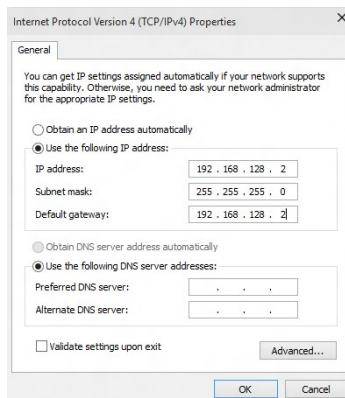 Internet Protocol Version 4 (TCP/IPv4) Properties
General
You can get IP settings assigned automatically if your network supports
this capability. Otherwise, you need to ask your network administrator
for the appropriate IP settings.
Obtain an IP address automatically
Use the following IP address:
IP address: 192 . 168 . 128 . 2
Subnet mask: 255 . 255 . 255 . 0
Default gateway: 192 . 168 . 128 . 2
Obtain DNS server address automatically
Use the following DNS server addresses:
Preferred DNS server: . . .
Alternate DNS server: . . .
Validate settings upon exit
Advanced...
OK Cancel